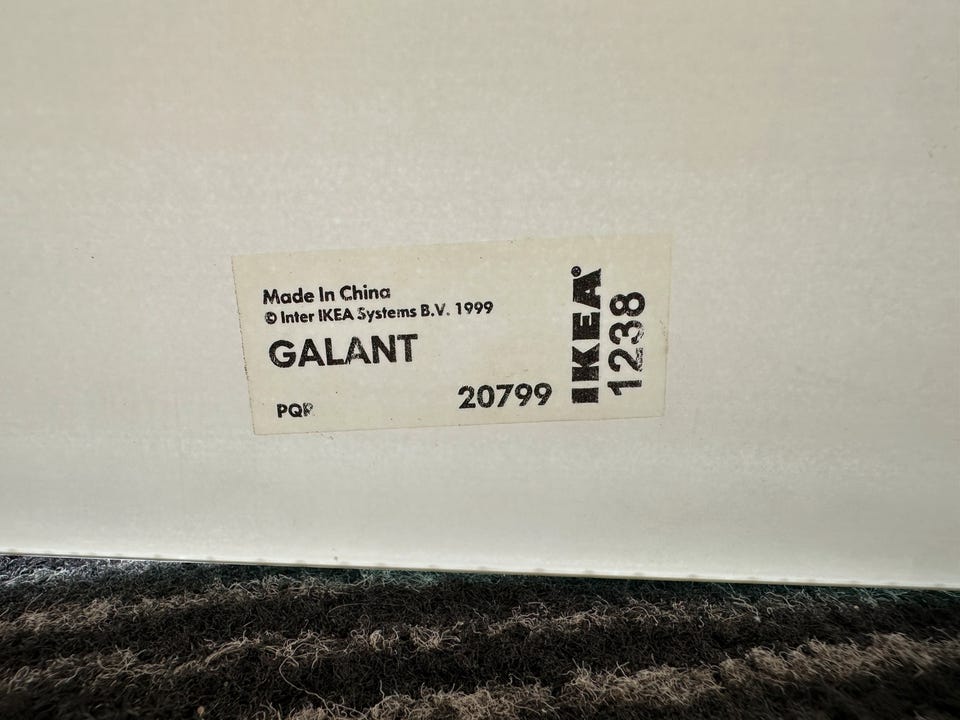 Made In China
© Inter IKEA Systems B.V. 1999
GALANT
PQR
20799
IKEA®
1238